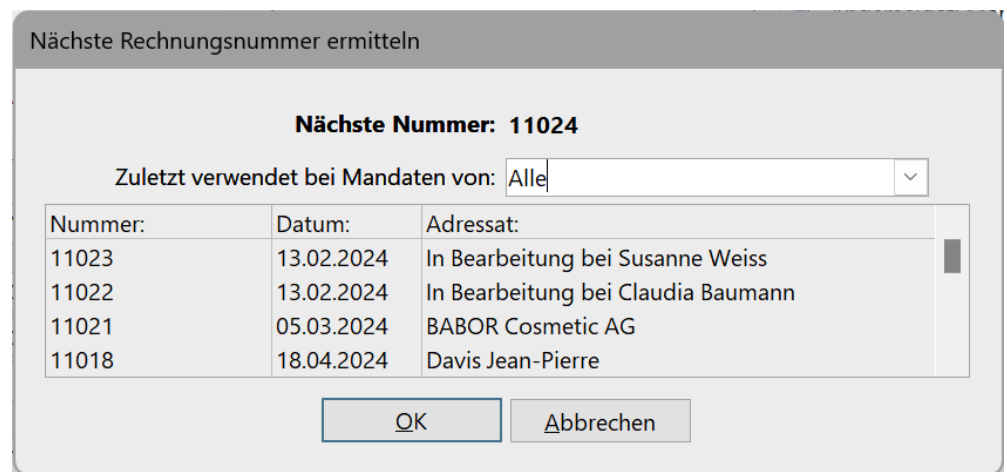 Nächste Rechnungsnummer ermitteln
Nächste Nummer: 11024
Zuletzt verwendet bei Mandaten von: Alle
Nummer: Datum: Adressat:
11023 13.02.2024 In Bearbeitung bei Susanne Weiss
11022 13.02.2024 In Bearbeitung bei Claudia Baumann
11021 05.03.2024 BABOR Cosmetic AG
11018 18.04.2024 Davis Jean-Pierre
OK Abbrechen